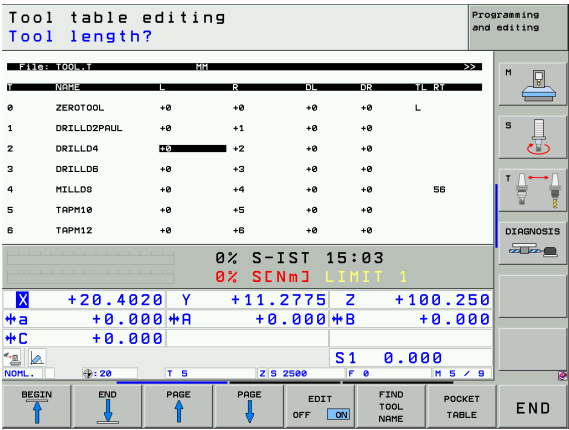 Tool table editing
Programming and editing
Tool length?
File: TOOL.T MM >>
T NAME L R DL DR TL RT
0 ZEROTOOL +0 +0 +0 +0 L
1 DRILLD2PAUL +0 +1 +0 +0
2 DRILLD4 +0 +2 +0 +0
3 DRILLD6 +0 +3 +0 +0
4 MILLD8 +0 +4 +0 +0 56
5 TAPM10 +0 +5 +0 +0
6 TAPM12 +0 +6 +0 +0
M
S
T
DIAGNOSIS
0% S-IST 15:03
0% S[Nm] LIMIT 1
X +20.4020 Y +11.2775 Z +100.250
a +0.000 A +0.000 B +0.000
C +0.000
S1 0.000
NOML. :20 T 5 Z S 2500 F 0 M 5 / 9
BEGIN
END
PAGE
PAGE
EDIT
OFF ON
FIND
TOOL
NAME
POCKET
TABLE
END